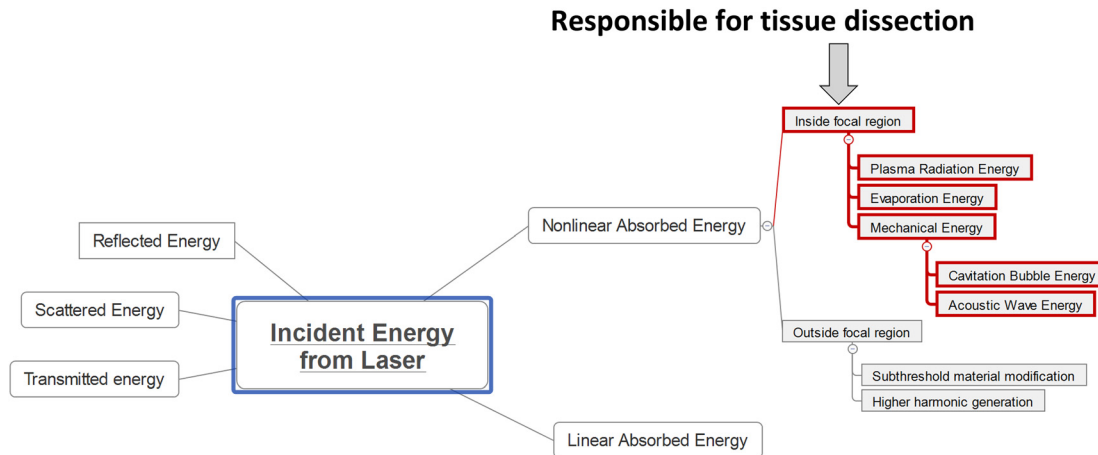 Responsible for tissue dissection
Inside focal region
Plasma Radiation Energy
Evaporation Energy
Mechanical Energy
Cavitation Bubble Energy
Acoustic Wave Energy
Nonlinear Absorbed Energy
Outside focal region
Subthreshold material modification
Higher harmonic generation
Reflected Energy
Scattered Energy
Transmitted energy
Incident Energy
from Laser
Linear Absorbed Energy